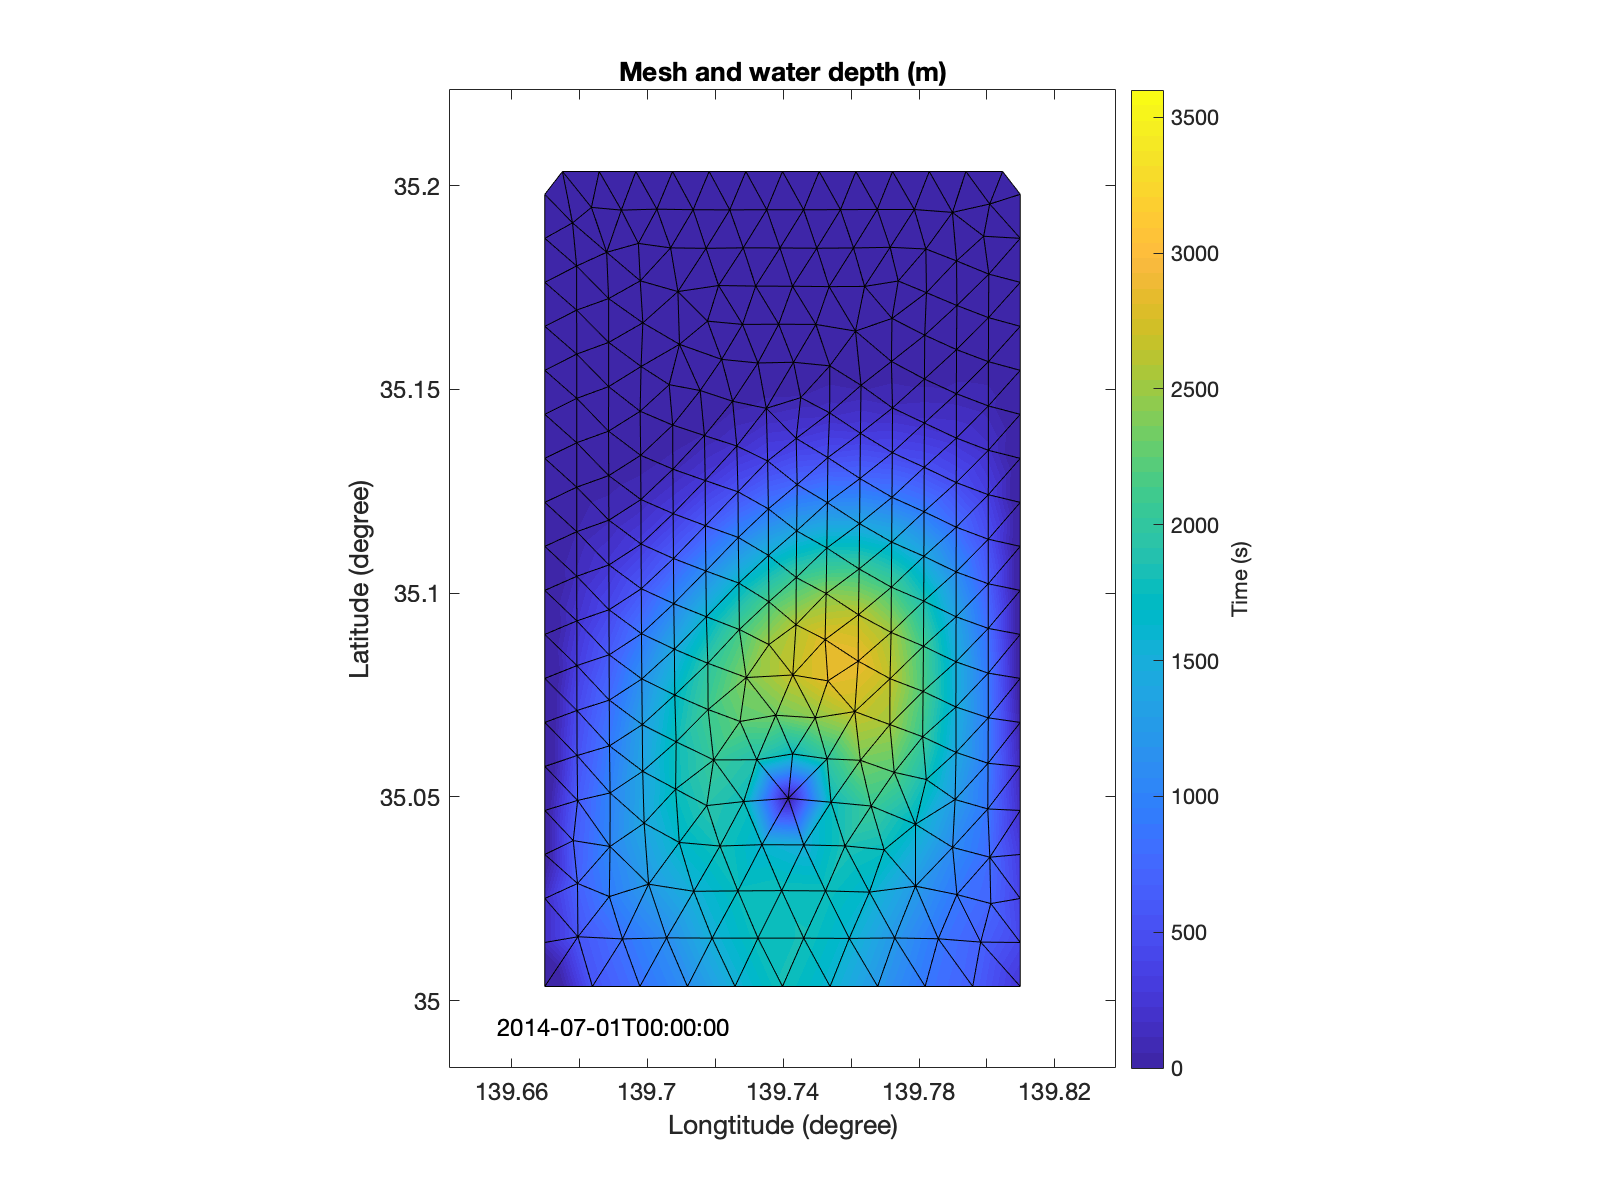 Mesh and water depth (m)
3500
3000
2500
2000
1500
1000
500
0
Time (s)
35.2
35.15
35.1
35.05
35
Latitude (degree)
2014-07-01T00:00:00
139.66 139.7 139.74 139.78 139.82
Longtitude (degree)